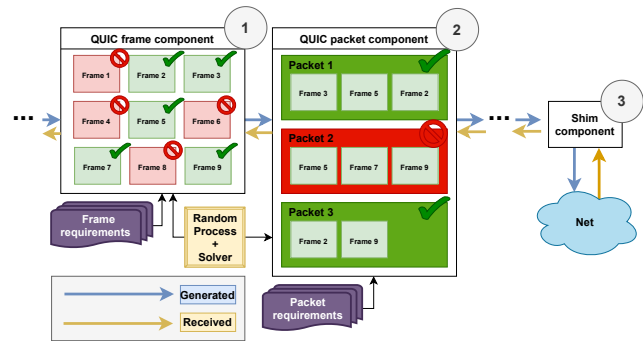 1
QUIC frame component
Frame 1
Frame 2
Frame 3
Frame 4
Frame 5
Frame 6
Frame 7
Frame 8
Frame 9
2
QUIC packet component
Packet 1
Frame 3
Frame 5
Frame 2
Packet 2
Frame 6
Frame 7
Frame 9
Packet 3
Frame 2
Frame 9
3
Shim
component
Net
...
...
Frame
requirements
Random
Process
+
Solver
Packet
requirements
Generated
Received